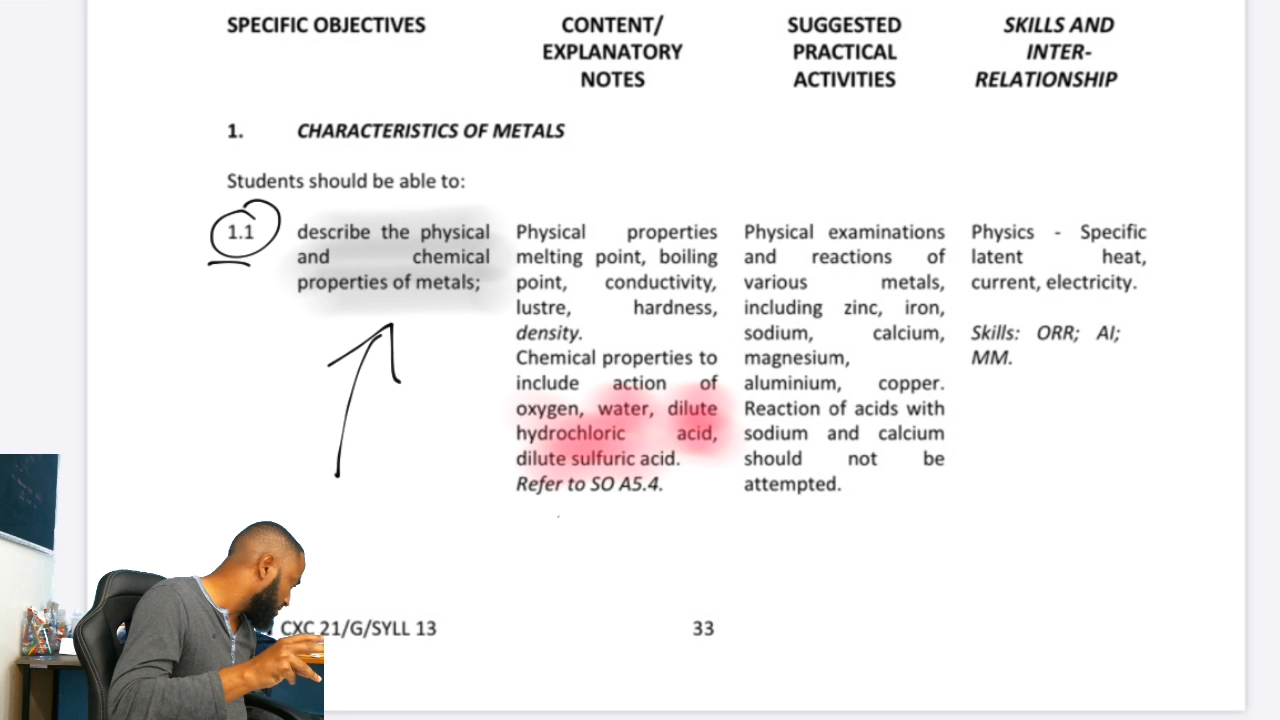 SPECIFIC OBJECTIVES
CONTENT/
EXPLANATORY
NOTES
SUGGESTED
PRACTICAL
ACTIVITIES
SKILLS AND
INTER-
RELATIONSHIP
1. CHARACTERISTICS OF METALS
Students should be able to:
1.1 describe the physical
and chemical
properties of metals;
Physical properties
melting point, boiling
point, conductivity,
lustre, hardness,
density.
Chemical properties to
include action of
oxygen, water, dilute
hydrochloric acid,
dilute sulfuric acid.
Refer to SO A5.4.
Physical examinations
and reactions of
various metals,
including zinc, iron,
sodium, calcium,
magnesium,
aluminium, copper.
Reaction of acids with
sodium and calcium
should not be
attempted.
Physics - Specific
latent heat,
current, electricity.
Skills: ORR; AI;
MM.
CXC 21/G/SYLL 13
33